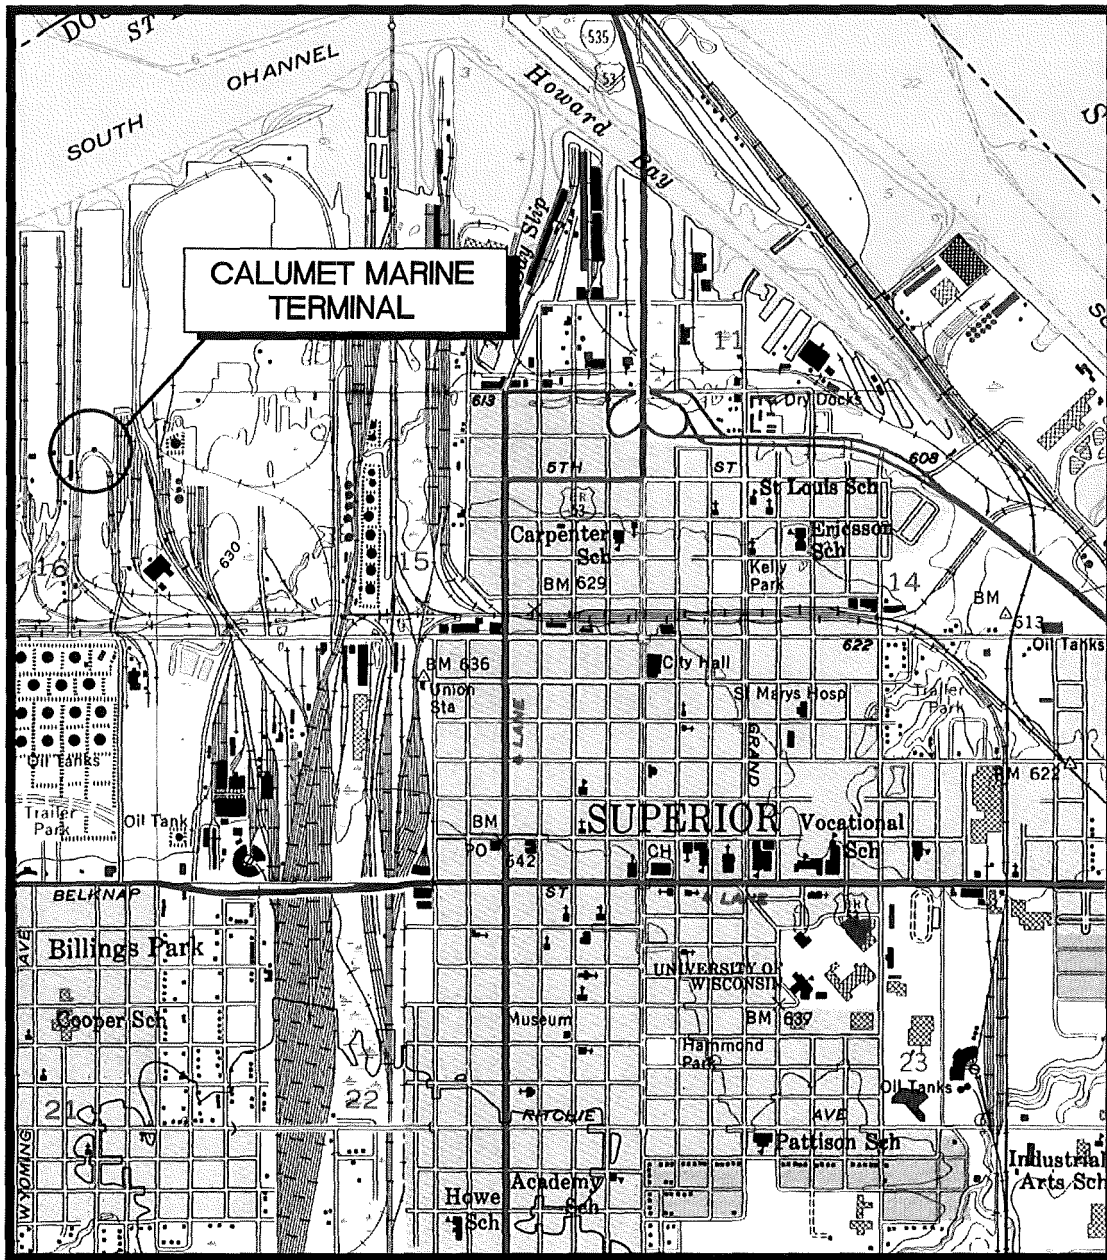 SOUTH
CHANNEL
535
53
Howard
Bay
Slip
CALUMET MARINE
TERMINAL
11
613
Dry Docks
5TH
ST
608
BR
53
St Louis Sch
Carpenter
Sch
Ericsson
Sch
Kelly
Park
BM 629
16
630
15
14
BM
613
622
Oil Tanks
BM 636
Union
Sta
City Hall
St Marys Hosp
Trailer
Park
4 LANE
GRAND
Oil Tanks
BM 622
Trailer
Park
Oil Tank
BM
SUPERIOR
Vocational
Sch
PO
642
CH
BELKNAP
ST
4 LANE
AVE
Billings Park
UNIVERSITY OF
WISCONSIN
Cooper Sch
Museum
BM 637
Hammond
Park
23
Oil Tanks
21
22
RITCHIE
AVE
WYOMING
Pattison Sch
Industrial
Arts Sch
Howe
Sch
Academy
Sch